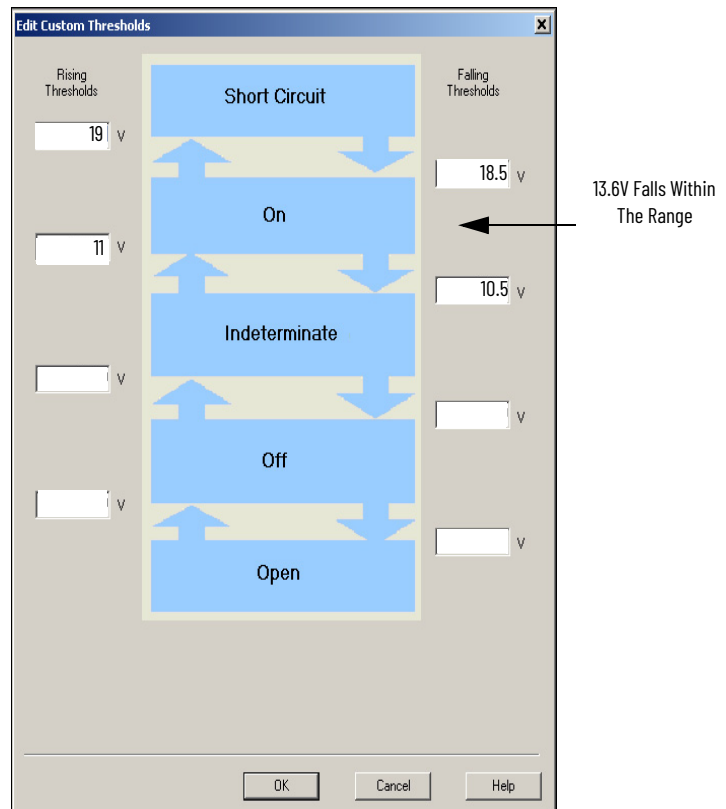 Edit Custom Thresholds
Rising
Thresholds
Falling
Thresholds
Short Circuit
19 V
18.5 V
13.6V Falls Within
The Range
On
11 V
10.5 V
Indeterminate
V
V
Off
V
V
Open
OK
Cancel
Help